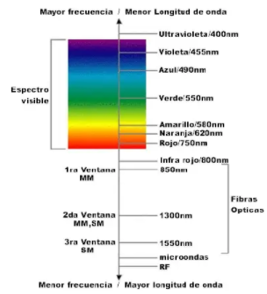 Mayor frecuencia / Menor Longitud de onda
Ultravioleta/400nm
Violeta/455nm
Azul/490nm
Espectro
visible
Verde/550nm
Amarillo/580nm
Naranja/620nm
Rojo/750nm
Infra rojo/800nm
1ra Ventana
MM
850nm
Fibras
Opticas
2da Ventana
MM,SM
1300nm
3ra Ventana
SM
1550nm
microondas
RF
Menor frecuencia / Mayor longitud de onda